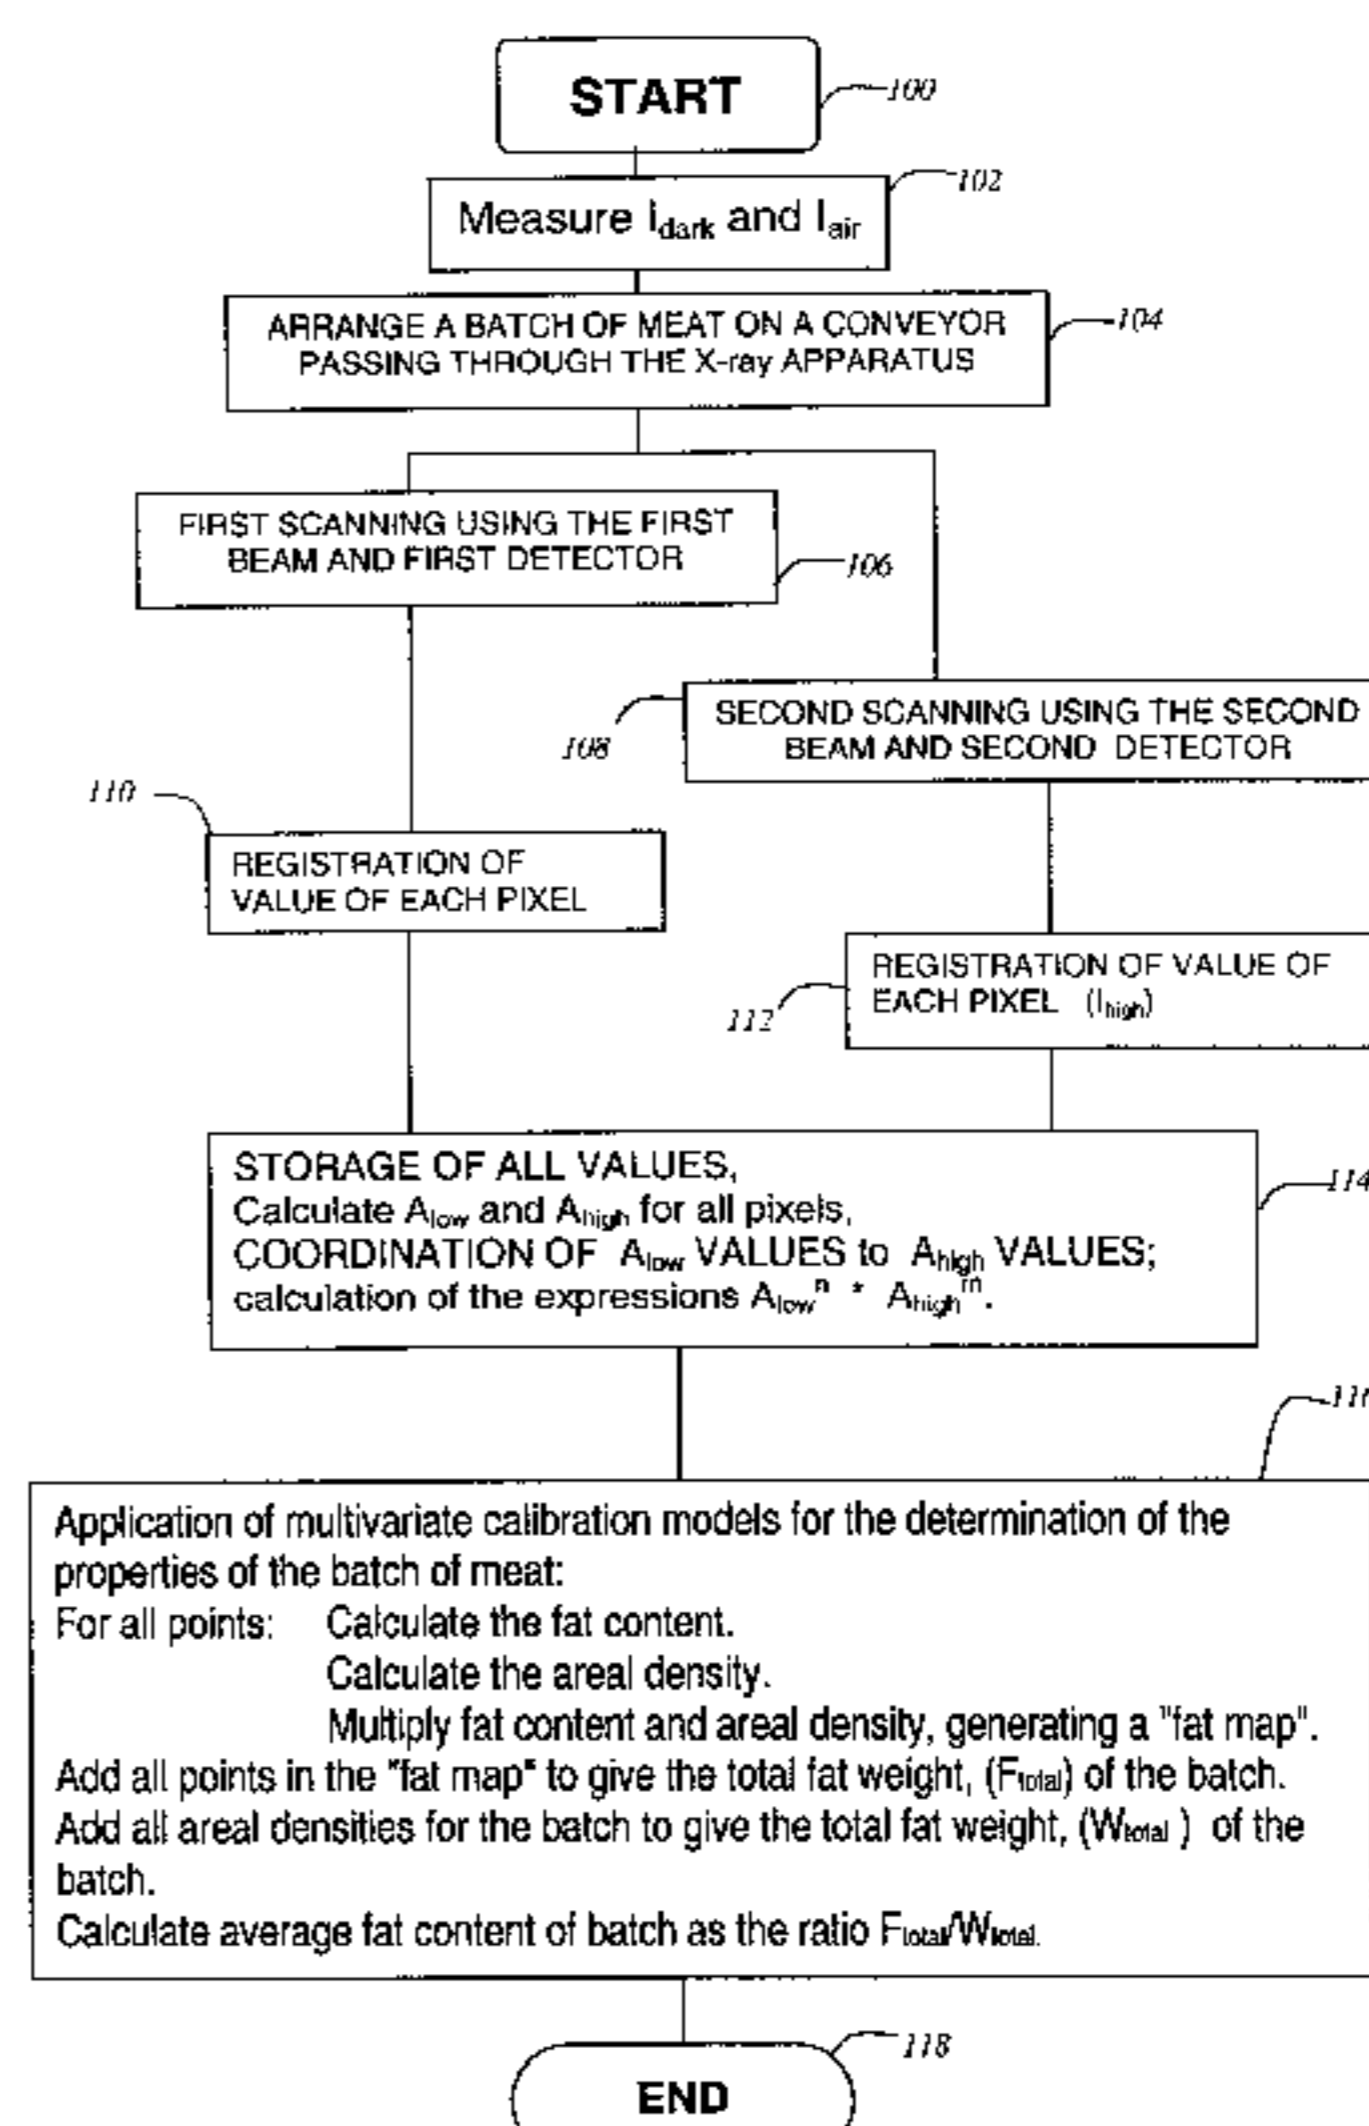 START
100
Measure Idark and Iair
102
ARRANGE A BATCH OF MEAT ON A CONVEYOR
PASSING THROUGH THE X-ray APPARATUS
104
FIRST SCANNING USING THE FIRST
BEAM AND FIRST DETECTOR
106
SECOND SCANNING USING THE SECOND
BEAM AND SECOND DETECTOR
108
110
REGISTRATION OF
VALUE OF EACH PIXEL
REGISTRATION OF VALUE OF
EACH PIXEL (Ihigh)
112
STORAGE OF ALL VALUES,
Calculate Alow and Ahigh for all pixels,
COORDINATION OF Alow VALUES to Ahigh VALUES;
calculation of the expressions Alow^n * Ahigh^m.
114
116
Application of multivariate calibration models for the determination of the
properties of the batch of meat:
For all points: Calculate the fat content.
Calculate the areal density.
Multiply fat content and areal density, generating a "fat map".
Add all points in the "fat map" to give the total fat weight, (Ftotal) of the batch.
Add all areal densities for the batch to give the total fat weight, (Wtotal ) of the
batch.
Calculate average fat content of batch as the ratio Ftotal/Wtotal.
118
END